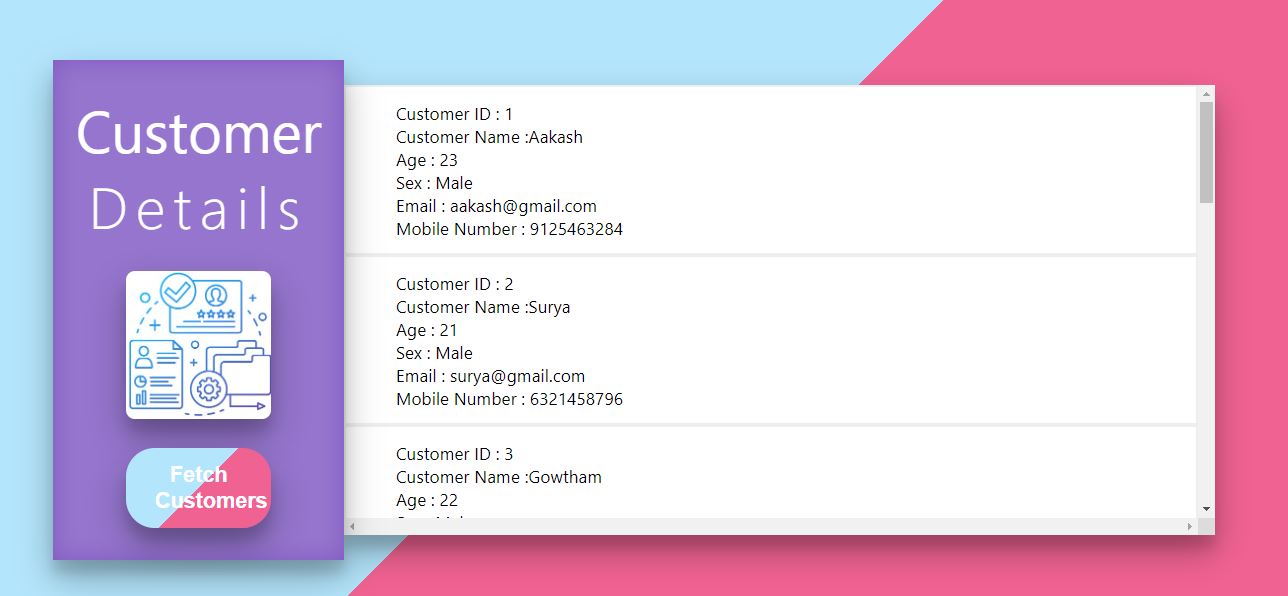 Customer
Details
Fetch
Customers
Customer ID : 1
Customer Name :Aakash
Age : 23
Sex : Male
Email : aakash@gmail.com
Mobile Number : 9125463284
Customer ID : 2
Customer Name :Surya
Age : 21
Sex : Male
Email : surya@gmail.com
Mobile Number : 6321458796
Customer ID : 3
Customer Name :Gowtham
Age : 22